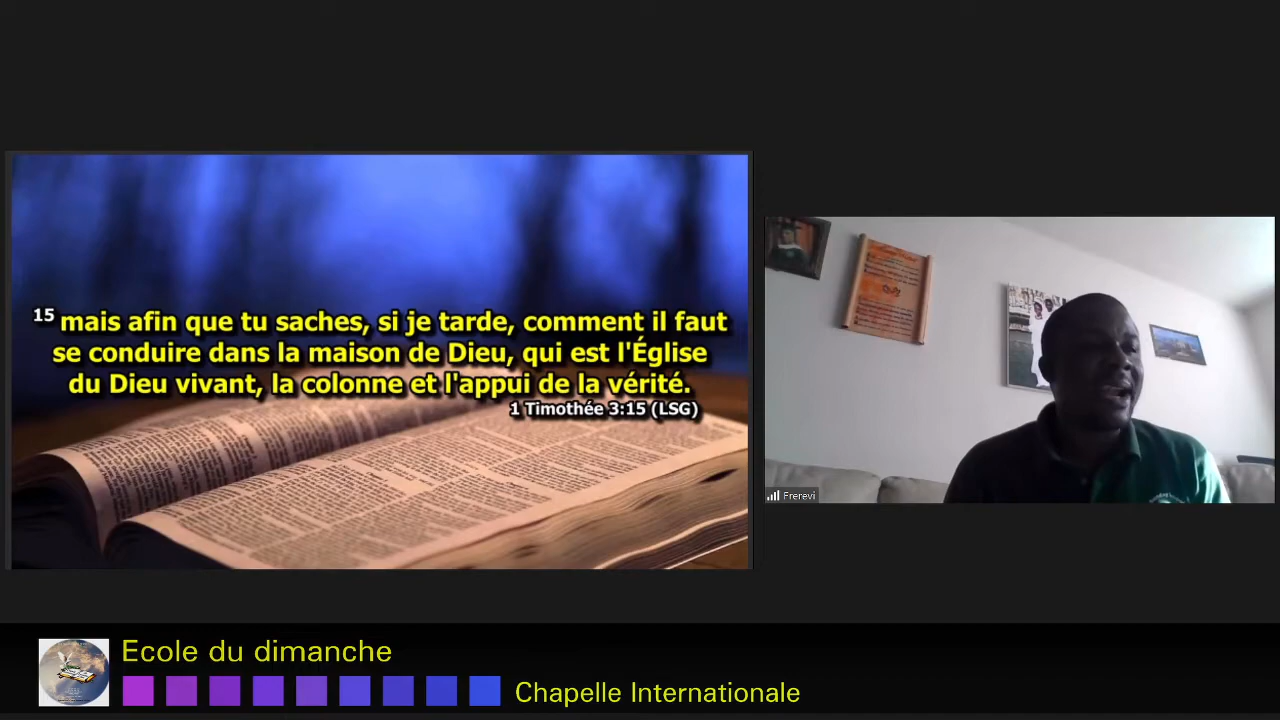 15 mais afin que tu saches, si je tarde, comment il faut
se conduire dans la maison de Dieu, qui est l'Église
du Dieu vivant, la colonne et l'appui de la vérité.
1 Timothée 3:15 (LSG)
Frerevi
Ecole du dimanche
Chapelle Internationale